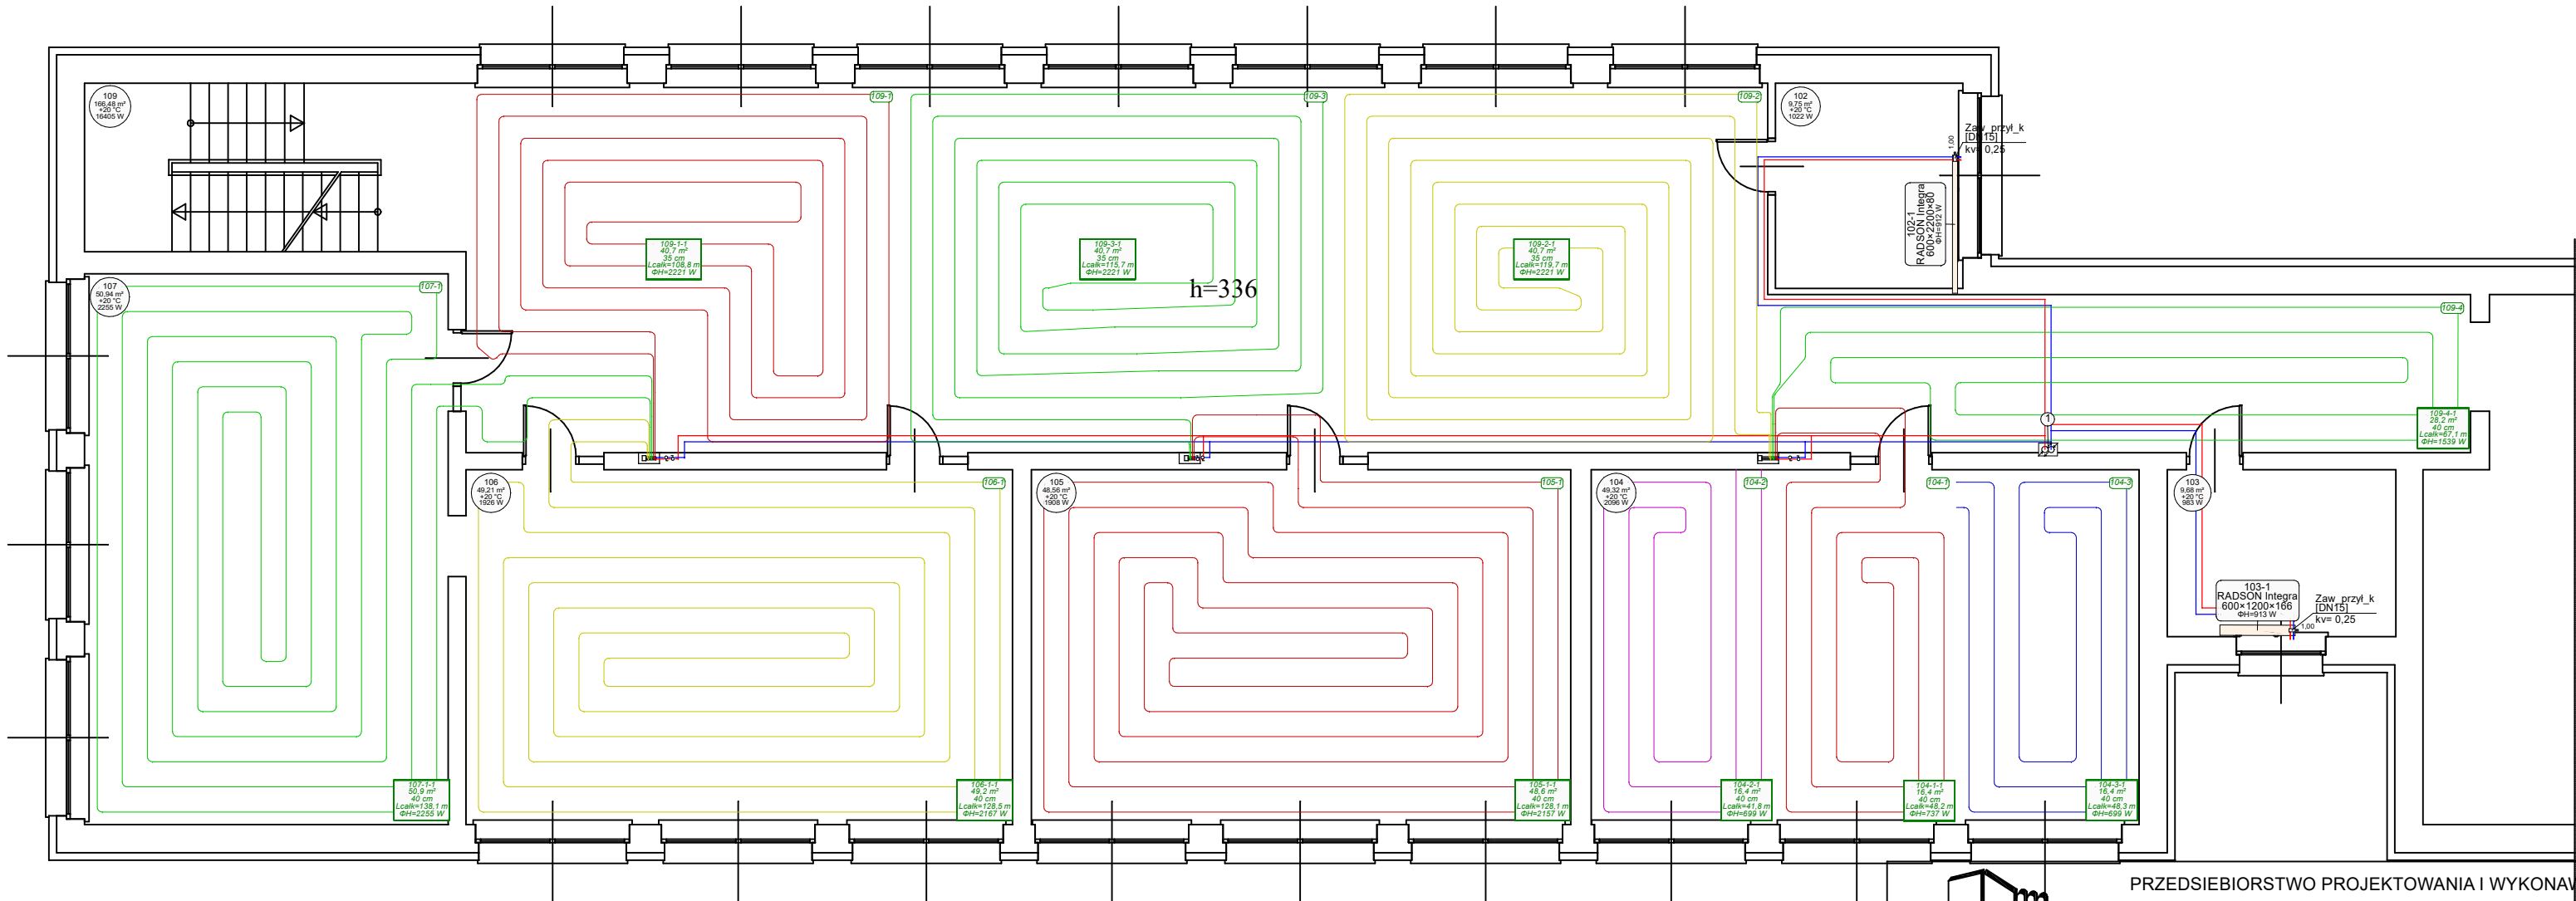 109
166,48 m²
+20 °C
16405 W
109-1
109-3
109-2
102
9,75 m²
+20 °C
1022 W
Zaw_przył_k
[DN15]
kv= 0,25
1,00
102-1
RADSON Integra
600×2200×80
ΦH=912 W
109-1-1
40,7 m²
35 cm
Lcałk=108,8 m
ΦH=2221 W
109-3-1
40,7 m²
35 cm
Lcałk=115,7 m
ΦH=2221 W
109-2-1
40,7 m²
35 cm
Lcałk=119,7 m
ΦH=2221 W
h=336
107
50,94 m²
+20 °C
2255 W
107-1
109-4
109-4-1
28,2 m²
40 cm
Lcałk=67,1 m
ΦH=1539 W
1
106
49,21 m²
+20 °C
1926 W
106-1
105
48,56 m²
+20 °C
1908 W
105-1
104
49,32 m²
+20 °C
2096 W
104-2
104-1
104-3
103
9,68 m²
+20 °C
983 W
103-1
RADSON Integra
600×1200×166
ΦH=913 W
Zaw_przył_k
[DN15]
kv= 0,25
1,00
107-1-1
50,9 m²
40 cm
Lcałk=138,1 m
ΦH=2255 W
106-1-1
49,2 m²
40 cm
Lcałk=128,5 m
ΦH=2167 W
105-1-1
48,6 m²
40 cm
Lcałk=128,1 m
ΦH=2157 W
104-2-1
16,4 m²
40 cm
Lcałk=41,8 m
ΦH=699 W
104-1-1
16,4 m²
40 cm
Lcałk=48,2 m
ΦH=737 W
104-3-1
16,4 m²
40 cm
Lcałk=48,3 m
ΦH=699 W
PRZEDSIEBIORSTWO PROJEKTOWANIA I WYKONAW